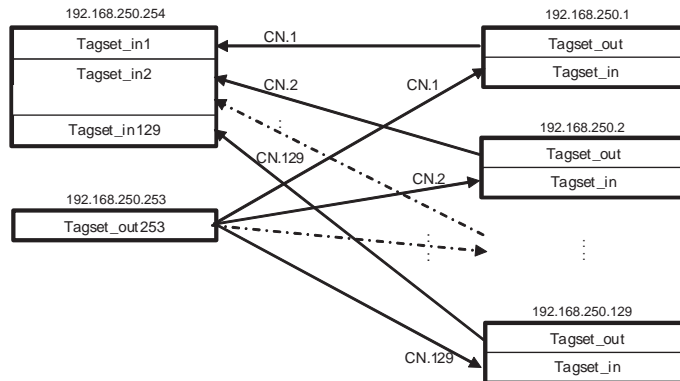 192.168.250.254
Tagset_in1
Tagset_in2
Tagset_in129
192.168.250.253
Tagset_out253
CN.1
CN.1
CN.2
CN.129
CN.2
CN.129
192.168.250.1
Tagset_out
Tagset_in
192.168.250.2
Tagset_out
Tagset_in
192.168.250.129
Tagset_out
Tagset_in